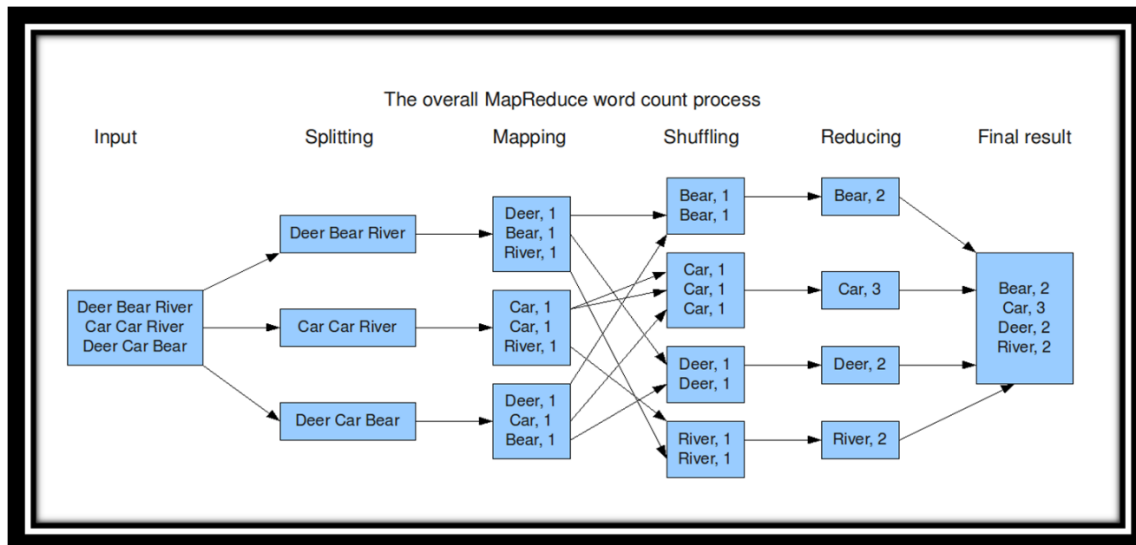 The overall MapReduce word count process
Input
Splitting
Mapping
Shuffling
Reducing
Final result
Deer Bear River
Car Car River
Deer Car Bear
Deer Bear River
Car Car River
Deer Car Bear
Deer, 1
Bear, 1
River, 1
Car, 1
Car, 1
River, 1
Deer, 1
Car, 1
Bear, 1
Bear, 1
Bear, 1
Car, 1
Car, 1
Car, 1
Deer, 1
Deer, 1
River, 1
River, 1
Bear, 2
Car, 3
Deer, 2
River, 2
Bear, 2
Car, 3
Deer, 2
River, 2